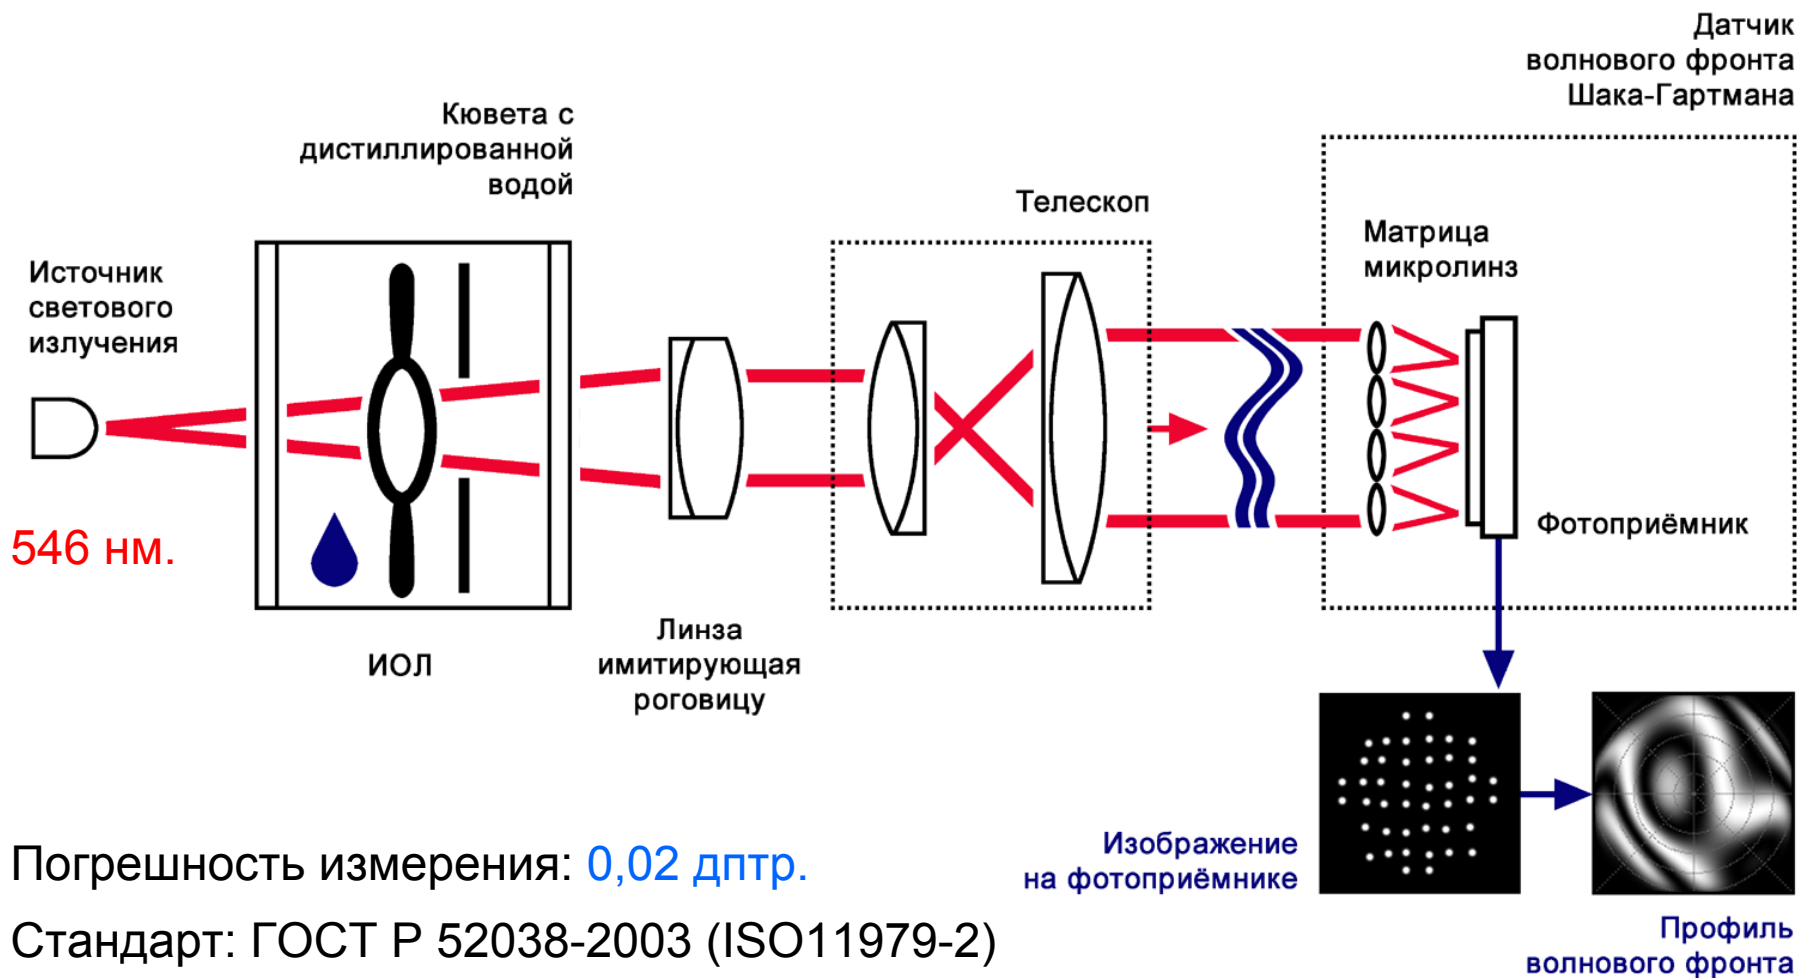 Датчик
волнового фронта
Шака-Гартмана
Кювета с
дистиллированной
водой
Телескоп
Матрица
микролинз
Источник
светового
излучения
546 нм.
Фотоприёмник
ИОЛ
Линза
имитирующая
роговицу
Изображение
на фотоприёмнике
Профиль
волнового фронта
Погрешность измерения: 0,02 дптр.
Стандарт: ГОСТ Р 52038-2003 (ISO11979-2)